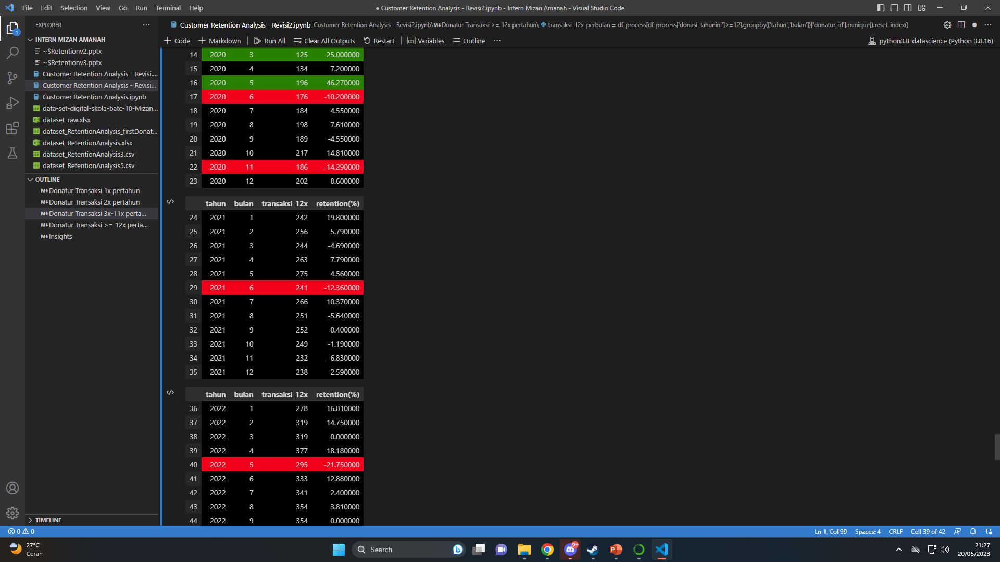 File Edit Selection View Go Run Terminal Help
● Customer Retention Analysis - Revisi2.ipynb - Intern Mizan Amanah - Visual Studio Code
EXPLORER
1
INTERN MIZAN AMANAH
~$Retentionv2.pptx
~$Retentionv3.pptx
Customer Retention Analysis - Revisi....
Customer Retention Analysis - Revisi...
Customer Retention Analysis.ipynb
data-set-digital-skola-batc-10-Mizan...
dataset_raw.xlsx
dataset_RetentionAnalysis_firstDonat...
dataset_RetentionAnalysis.xlsx
dataset_RetentionAnalysis3.csv
dataset_RetentionAnalysis5.csv
OUTLINE
M↓Donatur Transaksi 1x pertahun
M↓Donatur Transaksi 2x pertahun
M↓Donatur Transaksi 3x-11x perta...
M↓Donatur Transaksi >= 12x perta...
M↓Insights
TIMELINE
Customer Retention Analysis - Revisi2.ipynb Customer Retention Analysis - Revisi2.ipynb\M↓Donatur Transaksi >= 12x pertahun\ transaksi_12x_perbulan = df_process[df_process['donasi_tahunini']>=12].groupby(['tahun','bulan'])['donatur_id'].nunique().reset_index()
+ Code + Markdown Run All Clear All Outputs Restart Variables Outline ...
python3.8-datascience (Python 3.8.16)
14 2020 3 125 25.000000
15 2020 4 134 7.200000
16 2020 5 196 46.270000
17 2020 6 176 -10.200000
18 2020 7 184 4.550000
19 2020 8 198 7.610000
20 2020 9 189 -4.550000
21 2020 10 217 14.810000
22 2020 11 186 -14.290000
23 2020 12 202 8.600000
tahun bulan transaksi_12x retention(%)
24 2021 1 242 19.800000
25 2021 2 256 5.790000
26 2021 3 244 -4.690000
27 2021 4 263 7.790000
28 2021 5 275 4.560000
29 2021 6 241 -12.360000
30 2021 7 266 10.370000
31 2021 8 251 -5.640000
32 2021 9 252 0.400000
33 2021 10 249 -1.190000
34 2021 11 232 -6.830000
35 2021 12 238 2.590000
tahun bulan transaksi_12x retention(%)
36 2022 1 278 16.810000
37 2022 2 319 14.750000
38 2022 3 319 0.000000
39 2022 4 377 18.180000
40 2022 5 295 -21.750000
41 2022 6 333 12.880000
42 2022 7 341 2.400000
43 2022 8 354 3.810000
44 2022 9 354 0.000000
0 0
Ln 1, Col 99 Spaces: 4 CRLF Cell 39 of 42
27°C
Cerah
Search
9+
21:27
20/05/2023